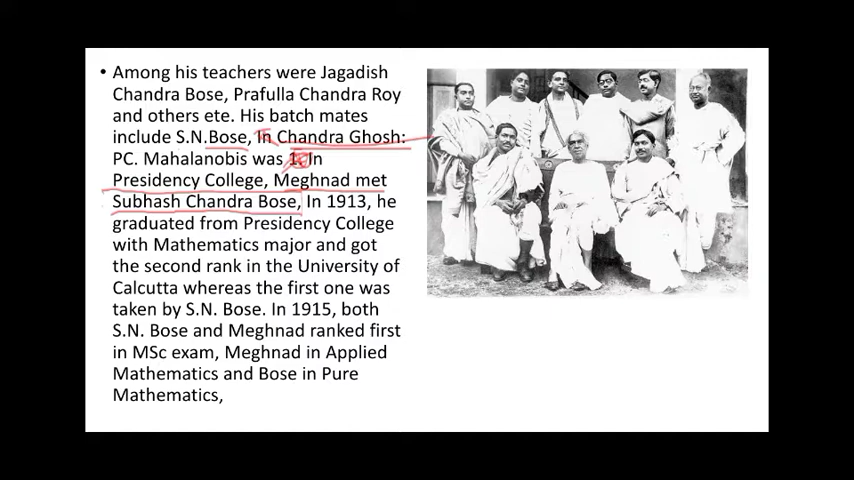 • Among his teachers were Jagadish
Chandra Bose, Prafulla Chandra Roy
and others ete. His batch mates
include S.N.Bose, In Chandra Ghosh:
PC. Mahalanobis was 1. In
Presidency College, Meghnad met
Subhash Chandra Bose, In 1913, he
graduated from Presidency College
with Mathematics major and got
the second rank in the University of
Calcutta whereas the first one was
taken by S.N. Bose. In 1915, both
S.N. Bose and Meghnad ranked first
in MSc exam, Meghnad in Applied
Mathematics and Bose in Pure
Mathematics,